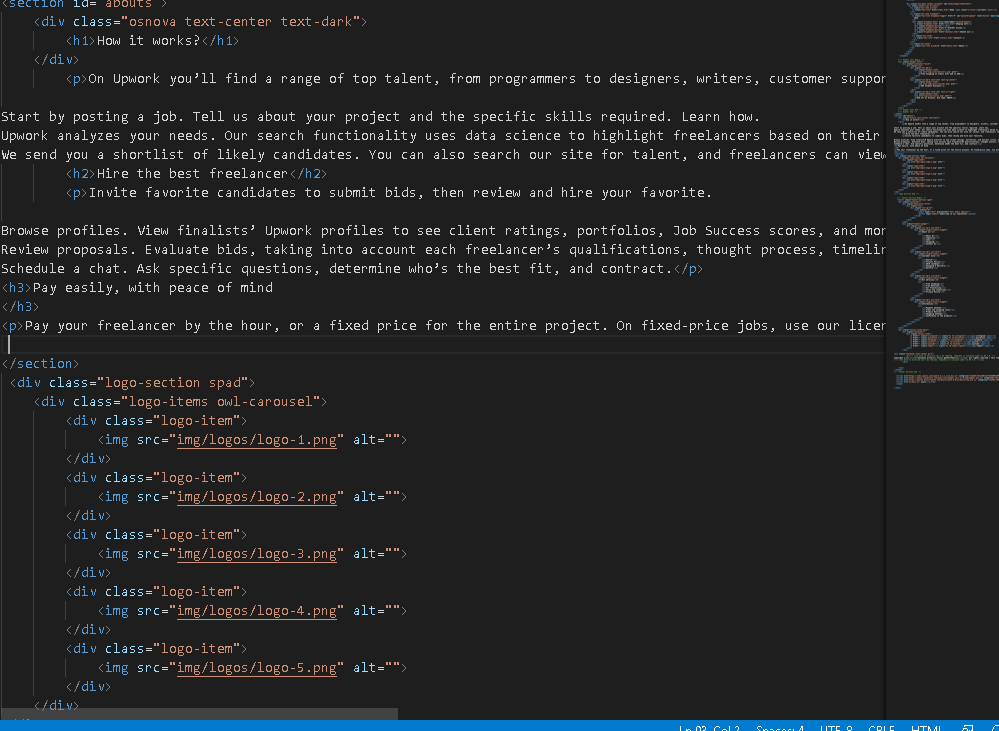 <section id="abouts">
<div class="osnova text-center text-dark">
<h1>How it works?</h1>
</div>
<p>On Upwork you’ll find a range of top talent, from programmers to designers, writers, customer suppor
Start by posting a job. Tell us about your project and the specific skills required. Learn how.
Upwork analyzes your needs. Our search functionality uses data science to highlight freelancers based on their
We send you a shortlist of likely candidates. You can also search our site for talent, and freelancers can view
<h2>Hire the best freelancer</h2>
<p>Invite favorite candidates to submit bids, then review and hire your favorite.
Browse profiles. View finalists’ Upwork profiles to see client ratings, portfolios, Job Success scores, and mor
Review proposals. Evaluate bids, taking into account each freelancer’s qualifications, thought process, timelin
Schedule a chat. Ask specific questions, determine who’s the best fit, and contract.</p>
<h3>Pay easily, with peace of mind
</h3>
<p>Pay your freelancer by the hour, or a fixed price for the entire project. On fixed-price jobs, use our licen
</section>
<div class="logo-section spad">
<div class="logo-items owl-carousel">
<div class="logo-item">
<img src="img/logos/logo-1.png" alt="">
</div>
<div class="logo-item">
<img src="img/logos/logo-2.png" alt="">
</div>
<div class="logo-item">
<img src="img/logos/logo-3.png" alt="">
</div>
<div class="logo-item">
<img src="img/logos/logo-4.png" alt="">
</div>
<div class="logo-item">
<img src="img/logos/logo-5.png" alt="">
</div>
</div>
Spaces: 4 UTF-8 CRLF HTML